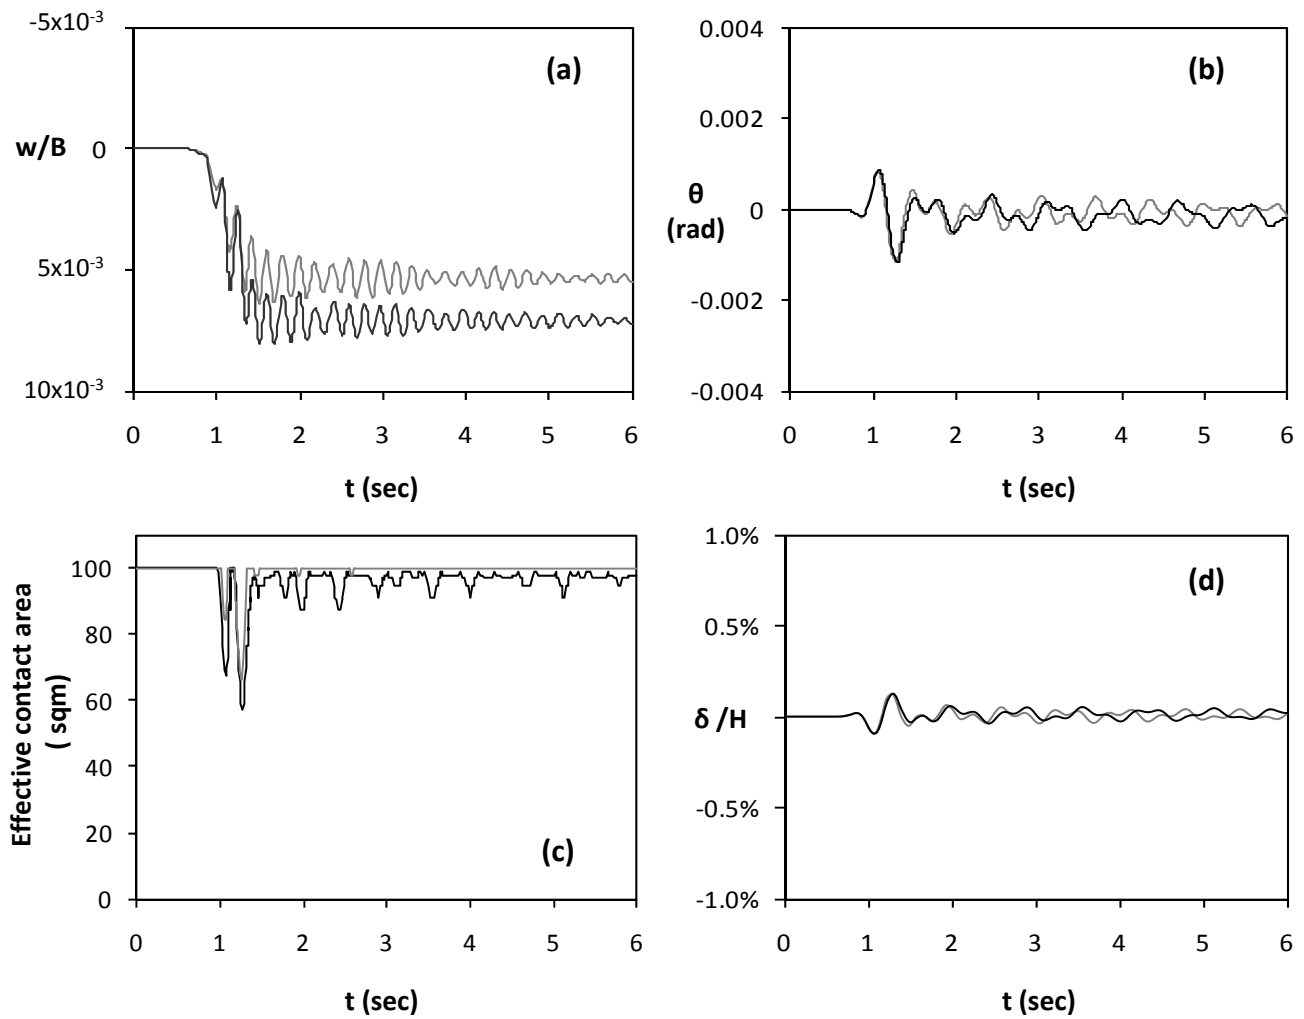 -5x10⁻³
(a)
w/B
0
5x10⁻³
10x10⁻³
0 1 2 3 4 5 6
t (sec)
0.004
(b)
0.002
θ
(rad)
0
-0.002
-0.004
0 1 2 3 4 5 6
t (sec)
Effective contact area
( sqm)
100
80
60
40
20
0
(c)
0 1 2 3 4 5 6
t (sec)
1.0%
(d)
0.5%
δ /H
0.0%
-0.5%
-1.0%
0 1 2 3 4 5 6
t (sec)